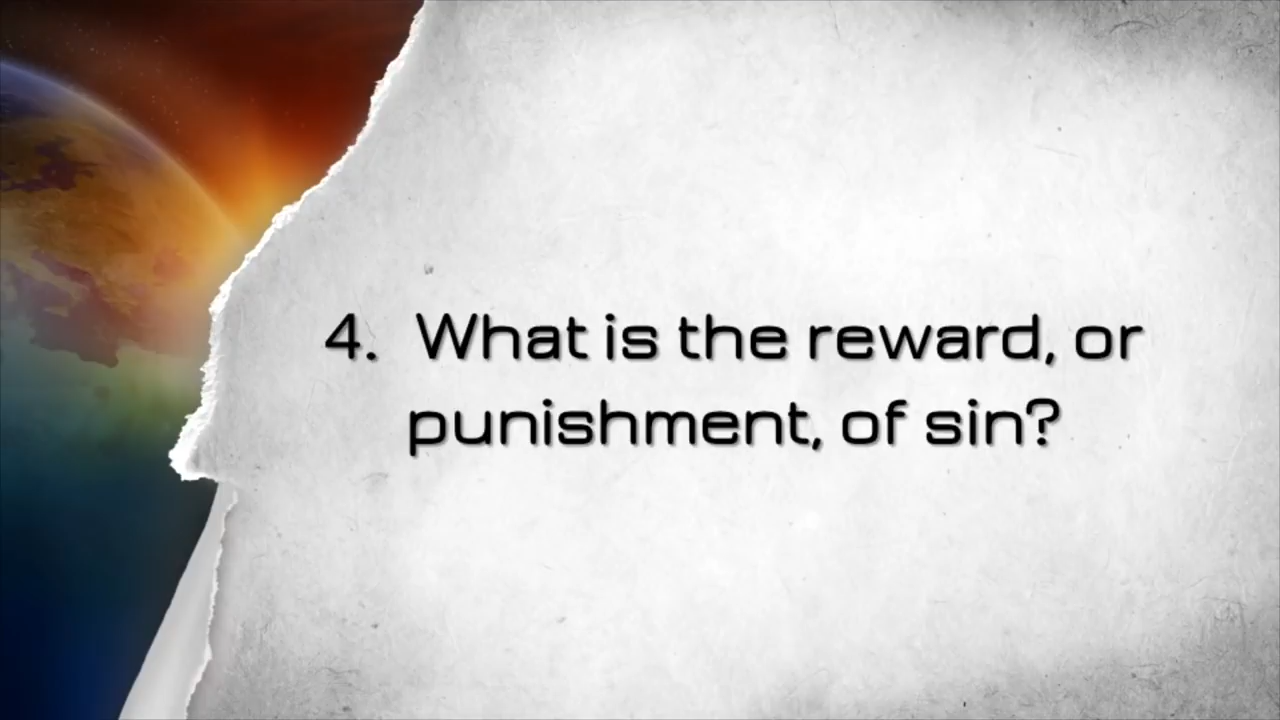 4. What is the reward, or
punishment, of sin?